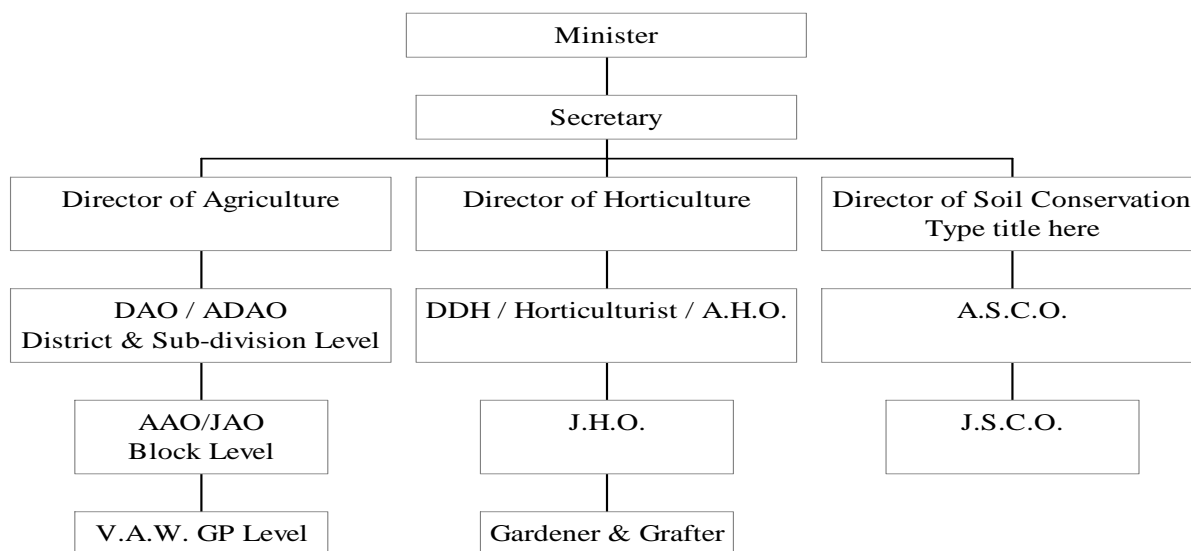 Minister
Secretary
Director of Agriculture
Director of Horticulture
Director of Soil Conservation
Type title here
DAO / ADAO
District & Sub-division Level
DDH / Horticulturist / A.H.O.
A.S.C.O.
AAO/JAO
Block Level
J.H.O.
J.S.C.O.
V.A.W. GP Level
Gardener & Grafter